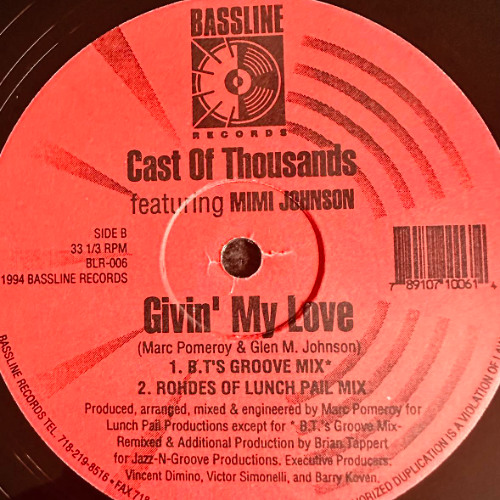 BASSLINE
RECORDS
Cast Of Thousands
featuring MIMI JOHNSON
SIDE B
33 1/3 RPM
BLR-006
1994 BASSLINE RECORDS
7 89107 10061 4
Givin' My Love
(Marc Pomeroy & Glen M. Johnson)
1. B.T'S GROOVE MIX*
2. ROHDES OF LUNCH PAIL MIX
Produced, arranged, mixed & engineered by Marc Pomeroy for
Lunch Pail Productions except for * B.T.'s Groove Mix-
Remixed & Additional Production by Brian Tappert
for Jazz-N-Groove Productions. Executive Producers:
Vincent Dimino, Victor Simonelli, and Barry Koven.
BASSLINE RECORDS TEL. 718-219-8516 • FAX 718
DUPLICATION IS A VIOLATION OF